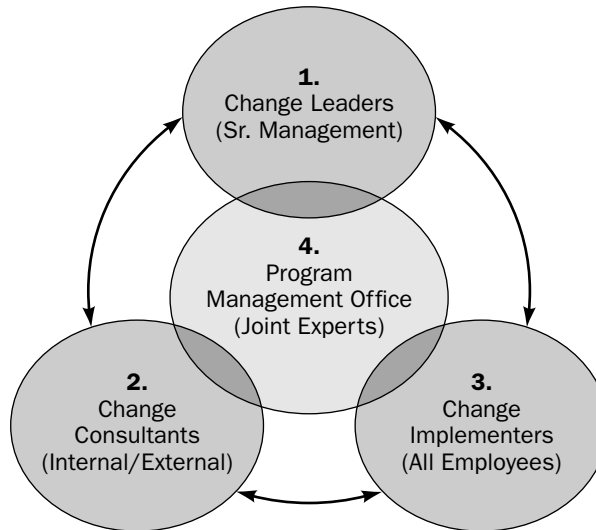 1.
Change Leaders
(Sr. Management)
4.
Program
Management Office
(Joint Experts)
2.
Change
Consultants
(Internal/External)
3.
Change
Implementers
(All Employees)